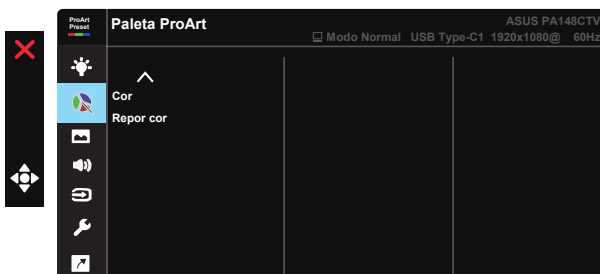 ProArt
Preset
Paleta ProArt
ASUS PA148CTV
Modo Normal USB Type-C1 1920x1080@ 60Hz
Cor
Repor cor